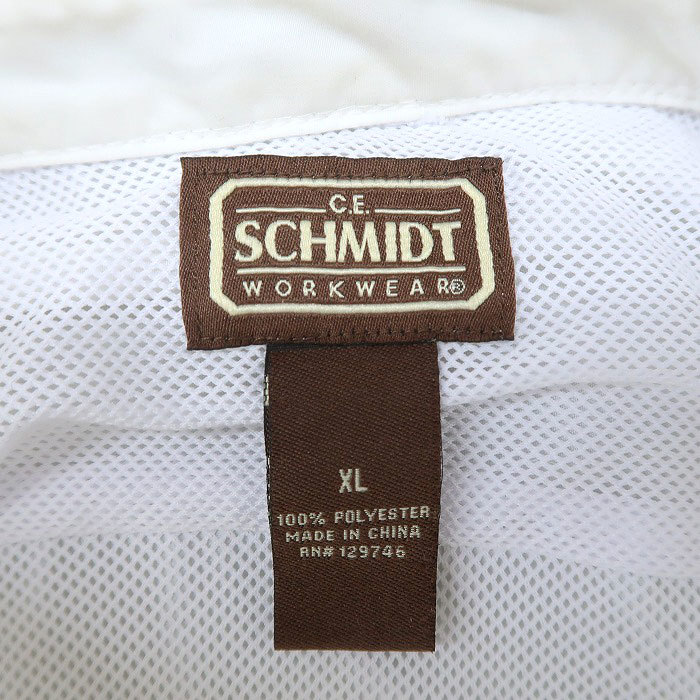 C.E.
SCHMIDT
WORKWEAR®
XL
100% POLYESTER
MADE IN CHINA
RN# 129746